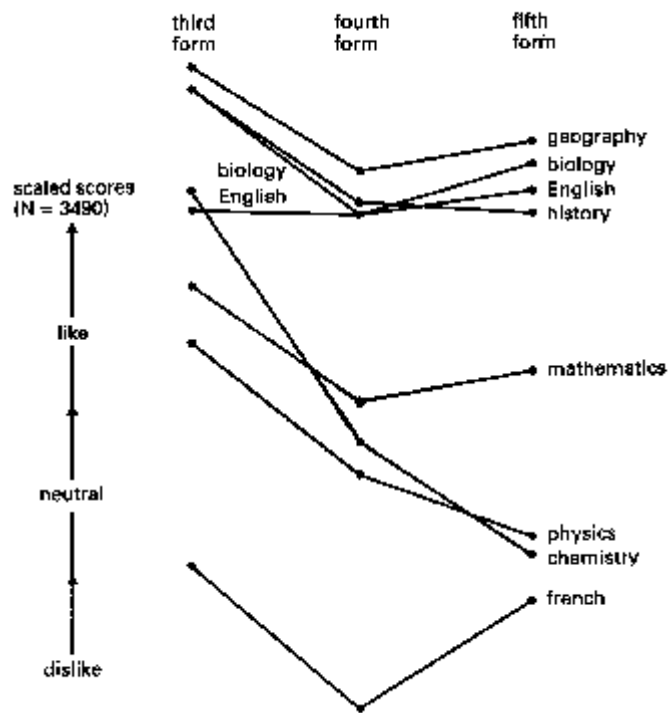 third
form
fourth
form
fifth
form
geography
biology
biology
English
English
scaled scores
(N = 3490)
history
like
mathematics
neutral
physics
chemistry
french
dislike